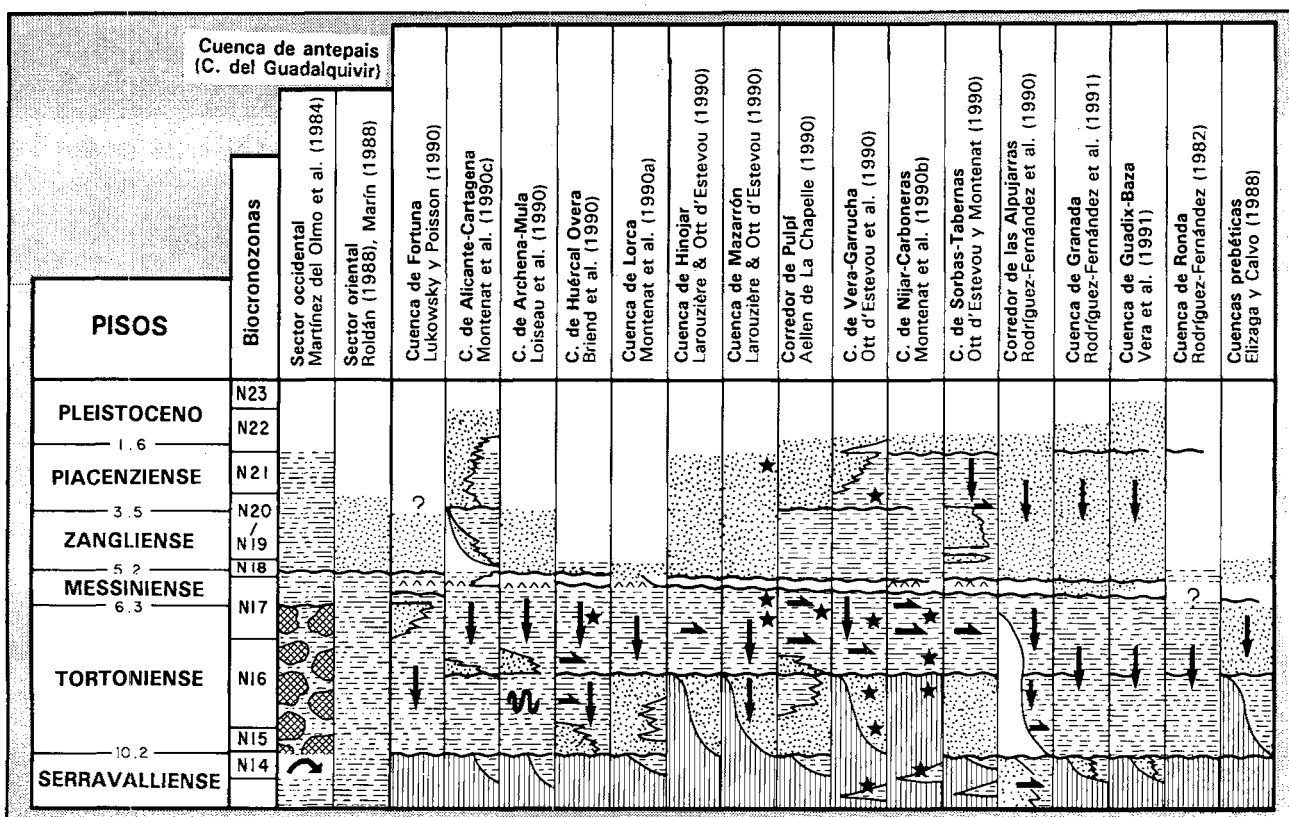 Cuenca de antepais
(C. del Guadalquivir)
PISOS
Biocromozonas
Sector occidental
Martínez del Olmo et al. (1984)
Sector oriental
Roldán (1988), Marín (1988)
Cuenca de Fortuna
Lukowsky y Poisson (1990)
C. de Alicante-Cartagena
Montenat et al. (1990c)
C. de Archena-Mula
Loiseau et al. (1990)
C. de Huércal Overa
Briend et al. (1990)
Cuenca de Lorca
Montenat et al. (1990a)
Cuenca de Hinojar
Larouzière & Ott d'Estevou (1990)
Cuenca de Mazarrón
Larouzière & Ott d'Estevou (1990)
Corredor de Pulpí
Aellen de La Chapelle (1990)
C. de Vera-Garrucha
Ott d'Estevou et al. (1990)
C. de Nijar-Carboneras
Montenat et al. (1990b)
C. de Sorbas-Tabernas
Ott d'Estevou y Montenat (1990)
Corredor de las Alpujarras
Rodríguez-Fernández et al. (1990)
Cuenca de Granada
Rodríguez-Fernández et al. (1991)
Cuenca de Guadix-Baza
Vera et al. (1991)
Cuenca de Ronda
Rodríguez-Fernández (1982)
Cuencas prebéticas
Elizaga y Calvo (1988)
PLEISTOCENO
1.6
PIACENZIENSE
3.5
ZANGLIENSE
5.2
MESSINIENSE
6.3
TORTONIENSE
10.2
SERRAVALLIENSE
N23
N22
N21
N20
/
N19
N18
N17
N16
N15
N14
?
?